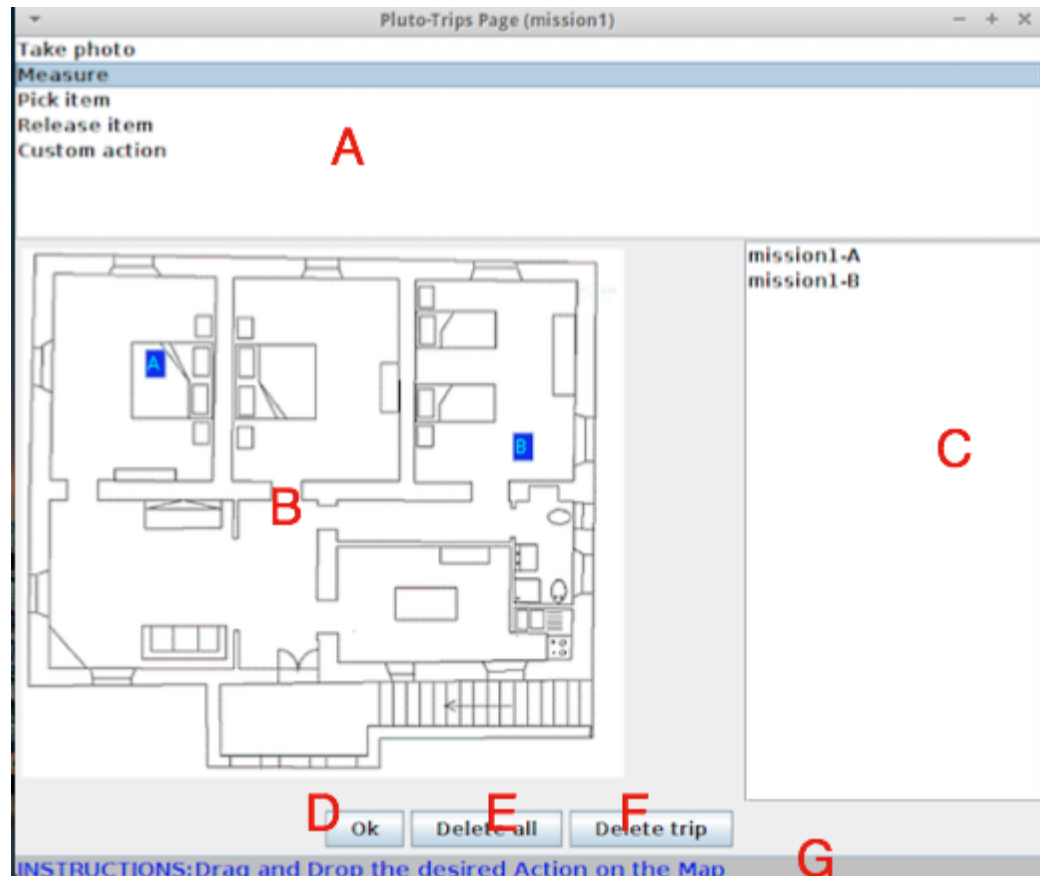 Pluto-Trips Page (mission1)
Take photo
Measure
Pick item
Release item
Custom action
A
mission1-A
mission1-B
A
B
C
B
D
E
F
Ok
Delete all
Delete trip
G
INSTRUCTIONS:Drag and Drop the desired Action on the Map